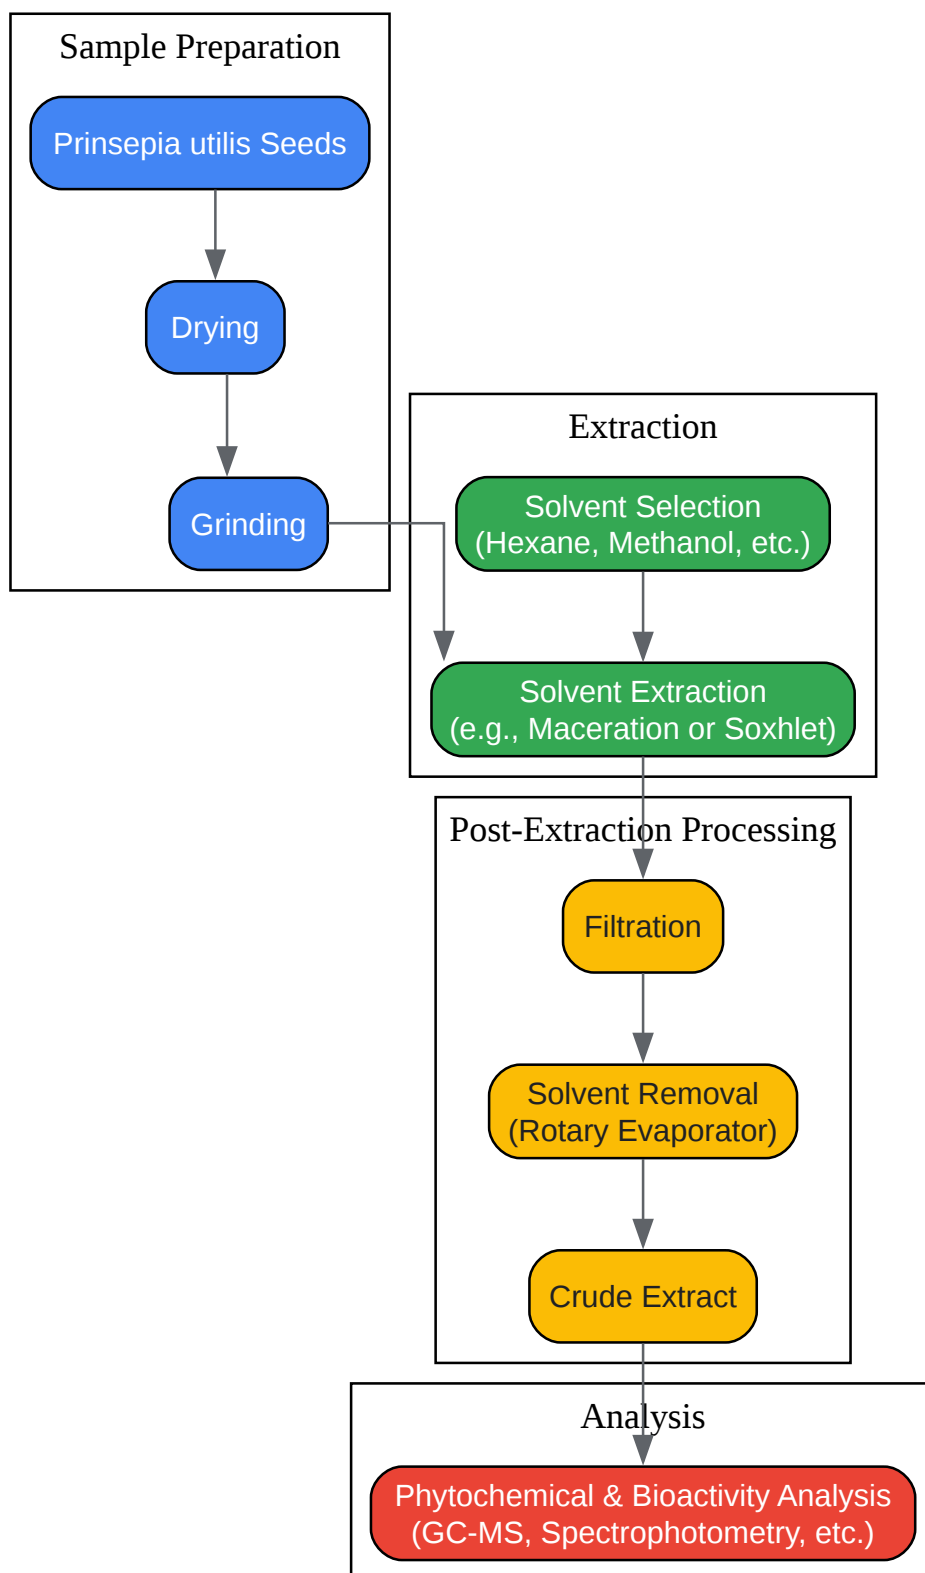 Sample Preparation
Prinsepia utilis Seeds
Drying
Grinding
Extraction
Solvent Selection
(Hexane, Methanol, etc.)
Solvent Extraction
(e.g., Maceration or Soxhlet)
Post-Extraction Processing
Filtration
Solvent Removal
(Rotary Evaporator)
Crude Extract
Analysis
Phytochemical & Bioactivity Analysis
(GC-MS, Spectrophotometry, etc.)